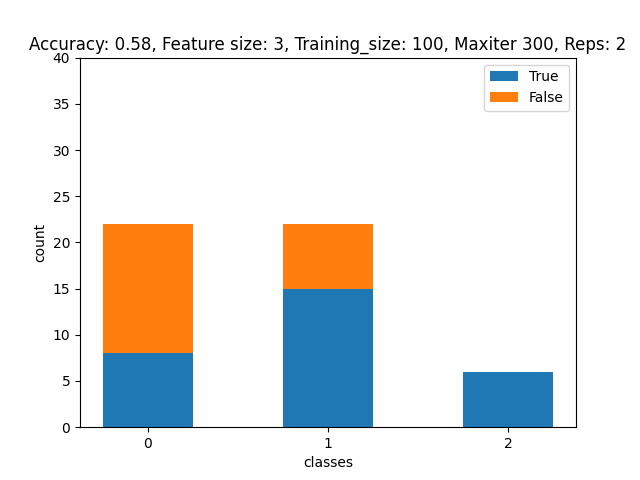 Accuracy: 0.58, Feature size: 3, Training_size: 100, Maxiter 300, Reps: 2
40
35
30
25
20
15
10
5
0
count
True
False
0 1 2
classes